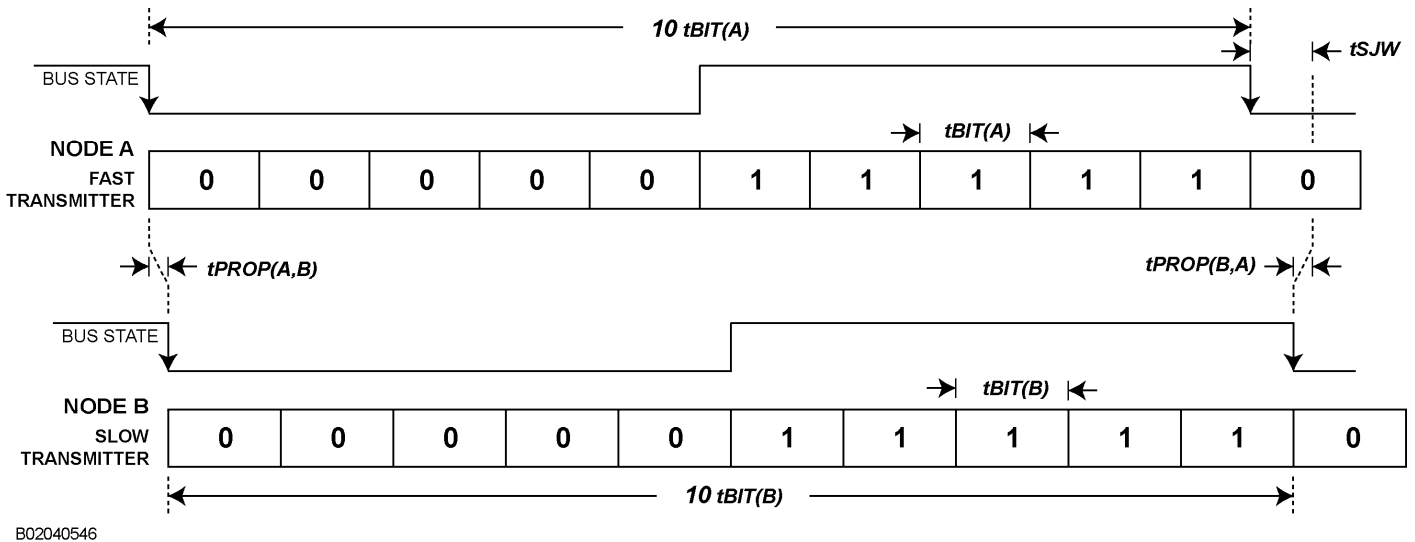 10 tBIT(A)
tSJW
BUS STATE
tBIT(A)
NODE A
FAST
TRANSMITTER
0 0 0 0 0 1 1 1 1 1 0
tPROP(A,B)
tPROP(B,A)
BUS STATE
tBIT(B)
NODE B
SLOW
TRANSMITTER
0 0 0 0 0 1 1 1 1 1 0
10 tBIT(B)
B02040546